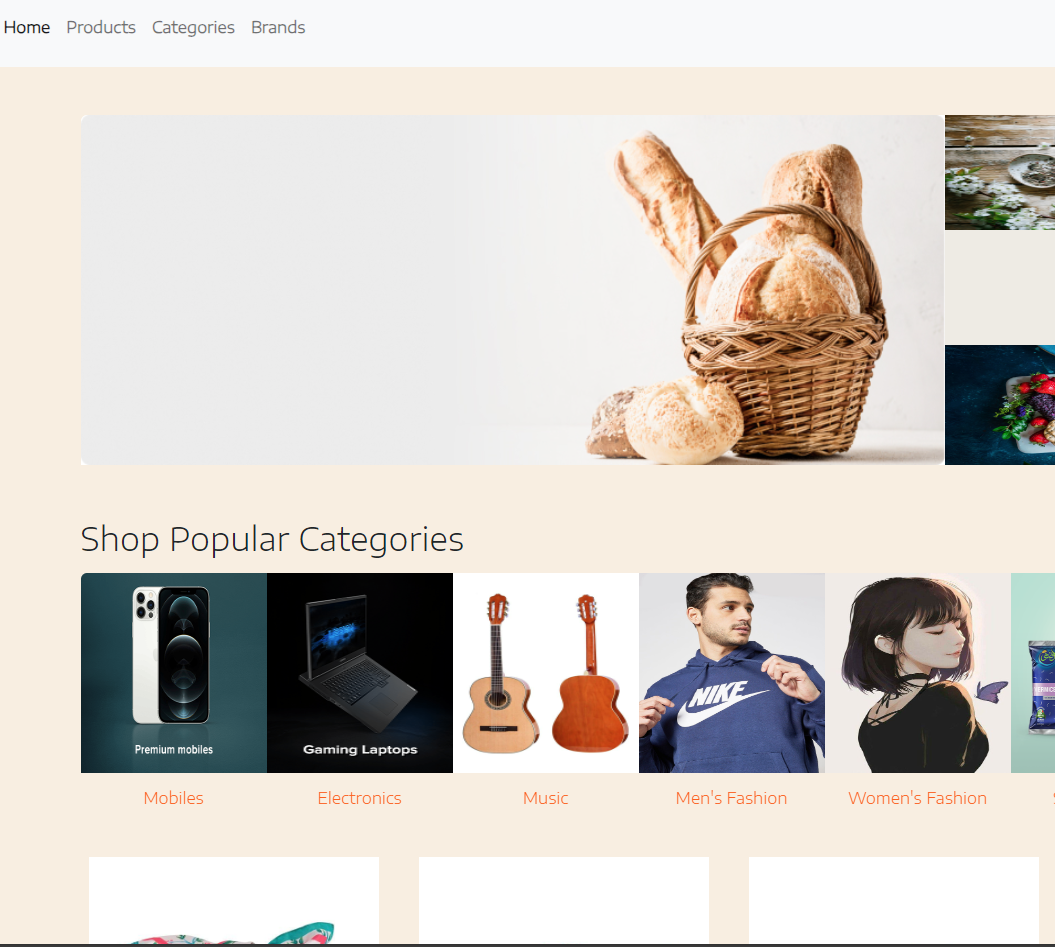 Home Products Categories Brands
Shop Popular Categories
Premium mobiles
Gaming Laptops
NIKE
Mobiles Electronics Music Men's Fashion Women's Fashion